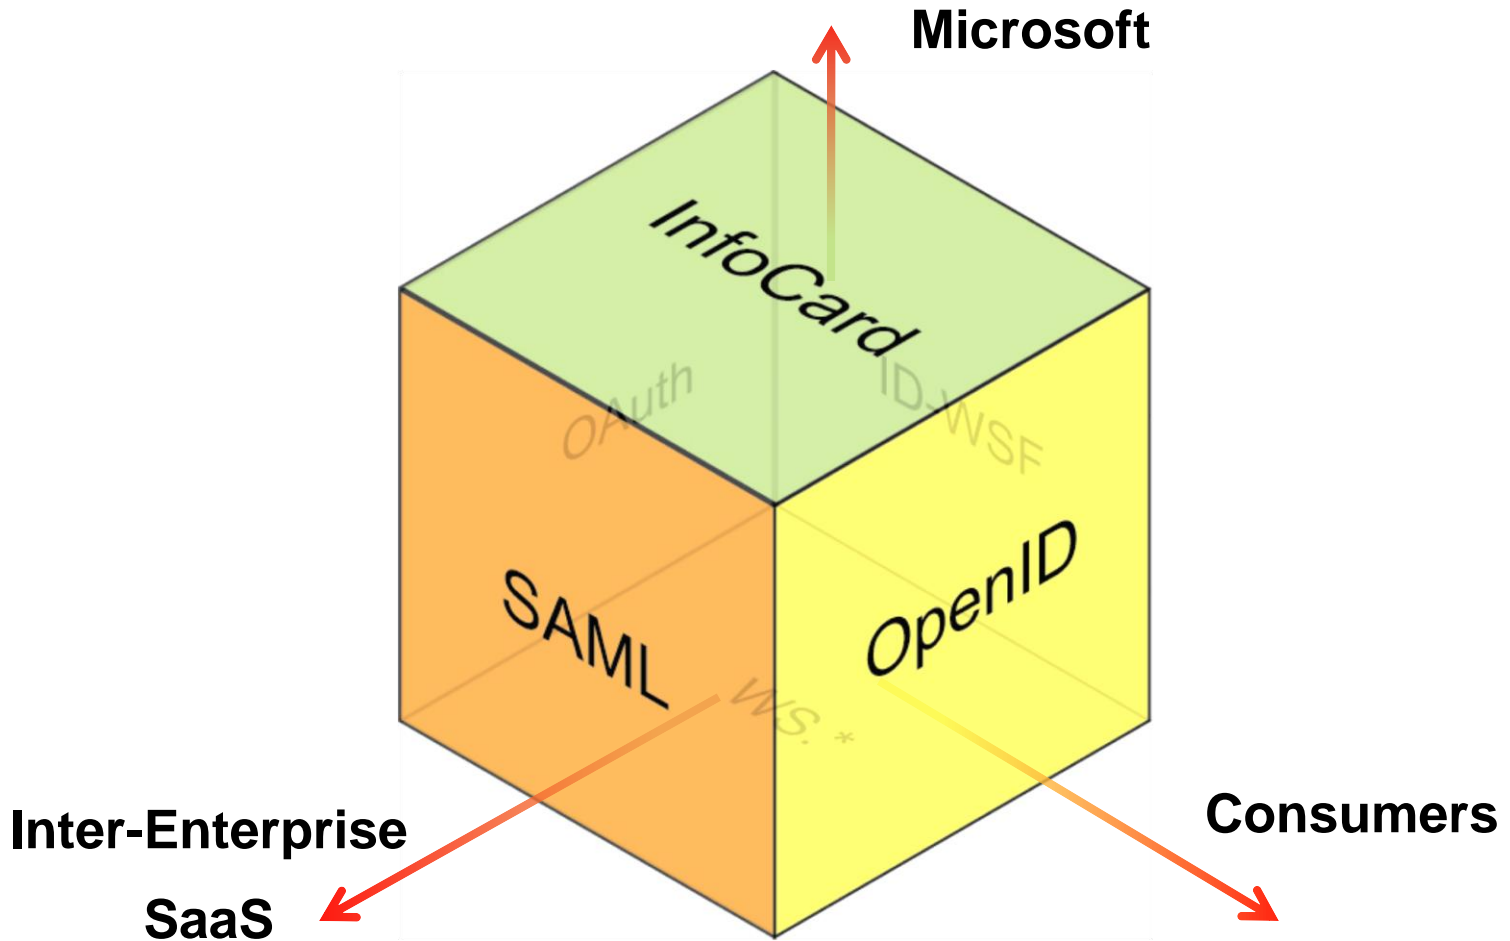 Microsoft
InfoCard
OAuth
ID-WSF
SAML
OpenID
WS.*
Inter-Enterprise
SaaS
Consumers